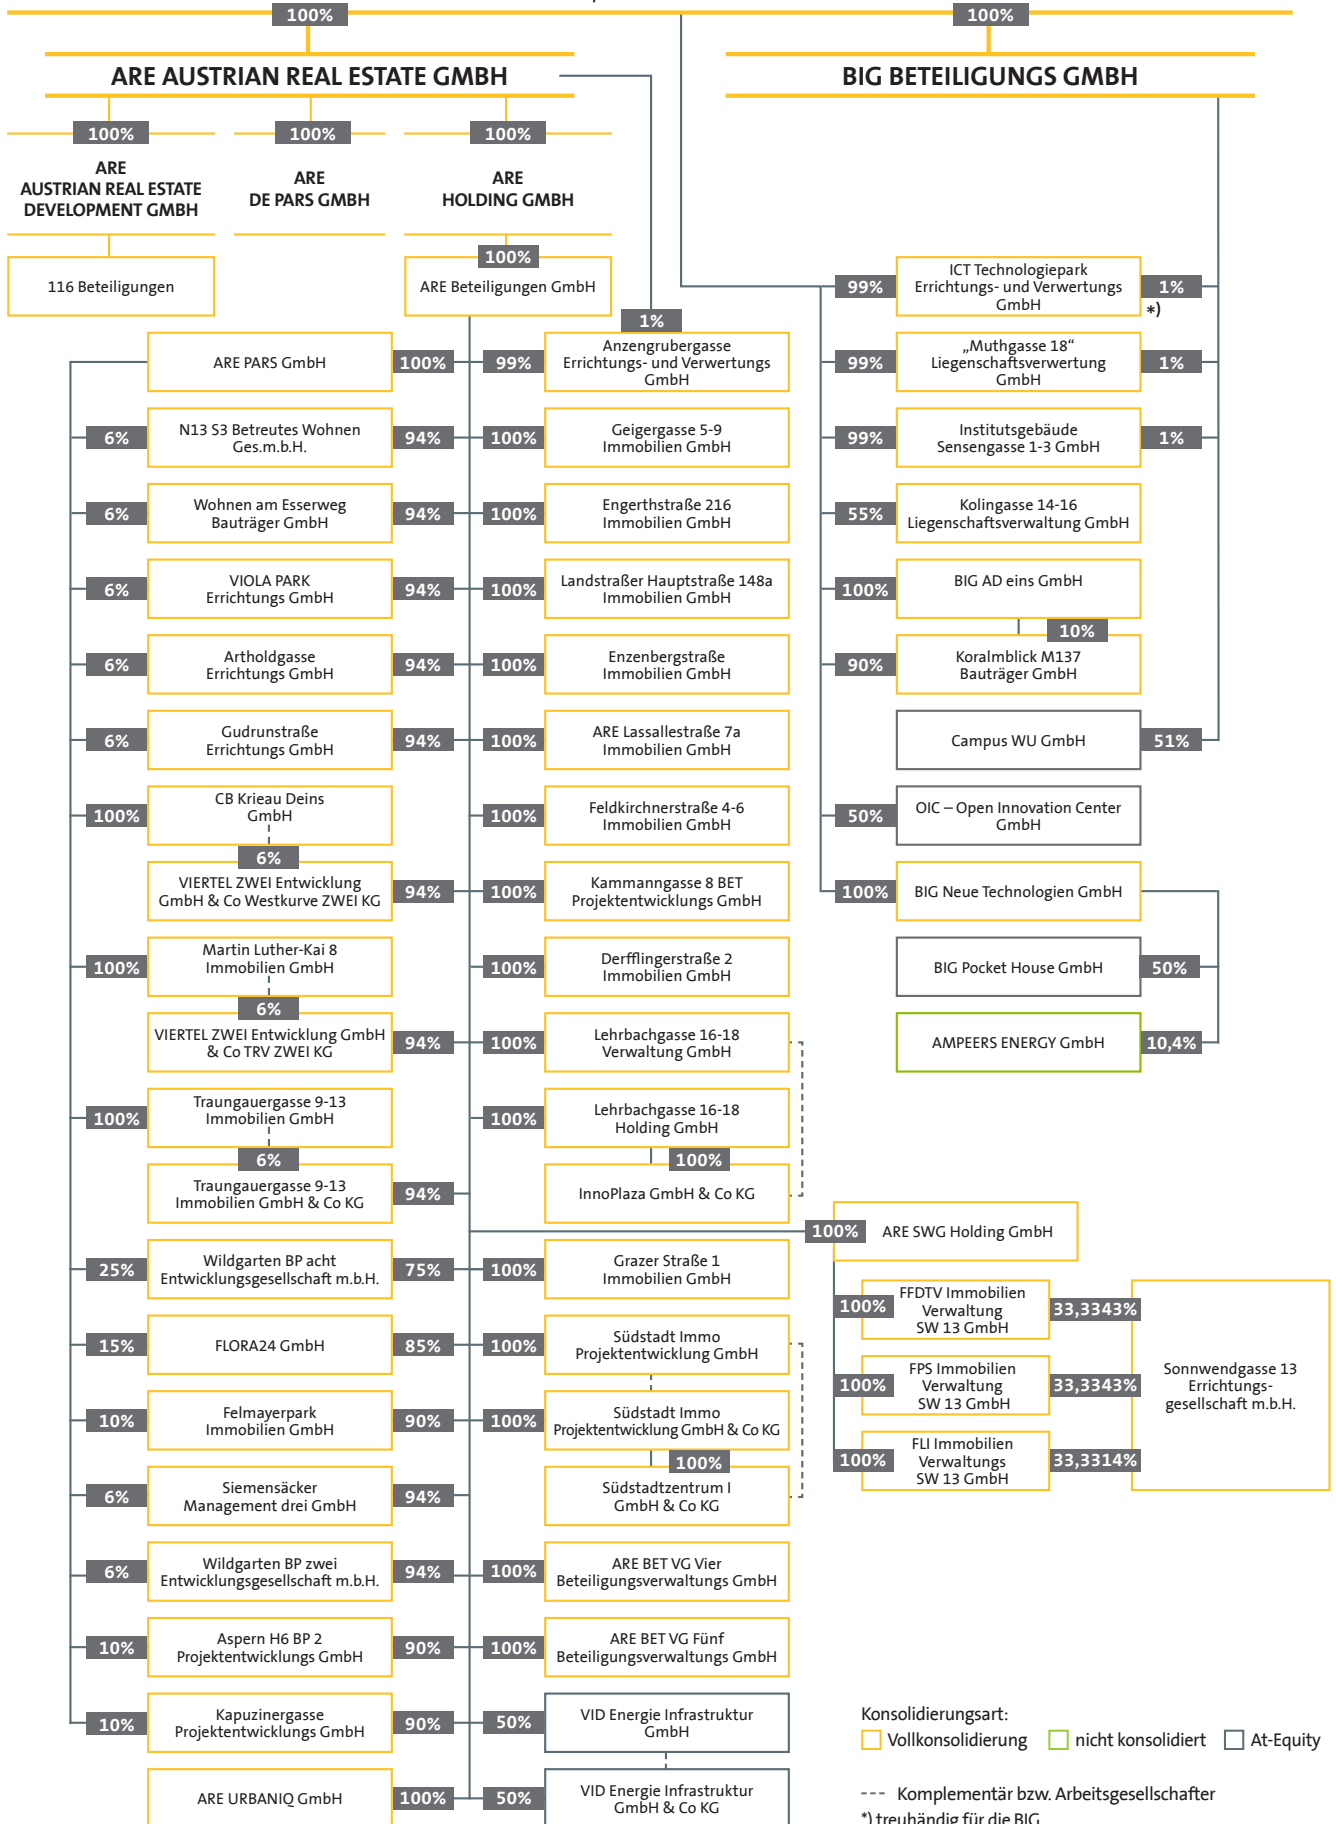 100%
100%
ARE AUSTRIAN REAL ESTATE GMBH
BIG BETEILIGUNGS GMBH
100%
100%
100%
ARE
AUSTRIAN REAL ESTATE
DEVELOPMENT GMBH
ARE
DE PARS GMBH
ARE
HOLDING GMBH
116 Beteiligungen
100%
ARE Beteiligungen GmbH
1%
ARE PARS GmbH
100%
99%
Anzengrubergasse
Errichtungs- und Verwertungs
GmbH
6%
N13 S3 Betreutes Wohnen
Ges.m.b.H.
94%
100%
Geigergasse 5-9
Immobilien GmbH
6%
Wohnen am Esserweg
Bauträger GmbH
94%
100%
Engerthstraße 216
Immobilien GmbH
6%
VIOLA PARK
Errichtungs GmbH
94%
100%
Landstraßer Hauptstraße 148a
Immobilien GmbH
6%
Artholdgasse
Errichtungs GmbH
94%
100%
Enzenbergstraße
Immobilien GmbH
6%
Gudrunstraße
Errichtungs GmbH
94%
100%
ARE Lassallestraße 7a
Immobilien GmbH
100%
CB Krieau Deins
GmbH
100%
Feldkirchnerstraße 4-6
Immobilien GmbH
6%
VIERTEL ZWEI Entwicklung
GmbH & Co Westkurve ZWEI KG
94%
100%
Kammanngasse 8 BET
Projektentwicklungs GmbH
100%
Martin Luther-Kai 8
Immobilien GmbH
100%
Derfflingerstraße 2
Immobilien GmbH
6%
VIERTEL ZWEI Entwicklung GmbH
& Co TRV ZWEI KG
94%
100%
Lehrbachgasse 16-18
Verwaltung GmbH
100%
Traungauergasse 9-13
Immobilien GmbH
100%
Lehrbachgasse 16-18
Holding GmbH
6%
Traungauergasse 9-13
Immobilien GmbH & Co KG
94%
100%
InnoPlaza GmbH & Co KG
25%
Wildgarten BP acht
Entwicklungsgesellschaft m.b.H.
75%
100%
Grazer Straße 1
Immobilien GmbH
15%
FLORA24 GmbH
85%
100%
Südstadt Immo
Projektentwicklung GmbH
10%
Felmayerpark
Immobilien GmbH
90%
100%
Südstadt Immo
Projektentwicklung GmbH & Co KG
6%
Siemensäcker
Management drei GmbH
94%
100%
Südstadtzentrum I
GmbH & Co KG
6%
Wildgarten BP zwei
Entwicklungsgesellschaft m.b.H.
94%
100%
ARE BET VG Vier
Beteiligungsverwaltungs GmbH
10%
Aspern H6 BP 2
Projektentwicklungs GmbH
90%
100%
ARE BET VG Fünf
Beteiligungsverwaltungs GmbH
10%
Kapuzinergasse
Projektentwicklungs GmbH
90%
50%
VID Energie Infrastruktur
GmbH
ARE URBANIQ GmbH
100%
50%
VID Energie Infrastruktur
GmbH & Co KG
99%
ICT Technologiepark
Errichtungs- und Verwertungs
GmbH
1%
*)
99%
„Muthgasse 18“
Liegenschaftsverwertung
GmbH
1%
99%
Institutsgebäude
Sensengasse 1-3 GmbH
1%
55%
Kolingasse 14-16
Liegenschaftsverwaltung GmbH
100%
BIG AD eins GmbH
10%
90%
Koralmblick M137
Bauträger GmbH
Campus WU GmbH
51%
50%
OIC – Open Innovation Center
GmbH
100%
BIG Neue Technologien GmbH
BIG Pocket House GmbH
50%
AMPEERS ENERGY GmbH
10,4%
100%
ARE SWG Holding GmbH
100%
FFDTV Immobilien
Verwaltung
SW 13 GmbH
33,3343%
100%
FPS Immobilien
Verwaltung
SW 13 GmbH
33,3343%
100%
FLI Immobilien
Verwaltungs
SW 13 GmbH
33,3314%
Sonnwendgasse 13
Errichtungs-
gesellschaft m.b.H.
Konsolidierungsart:
Vollkonsolidierung nicht konsolidiert At-Equity
Komplementär bzw. Arbeitsgesellschafter
*) treuhändig für die BIG